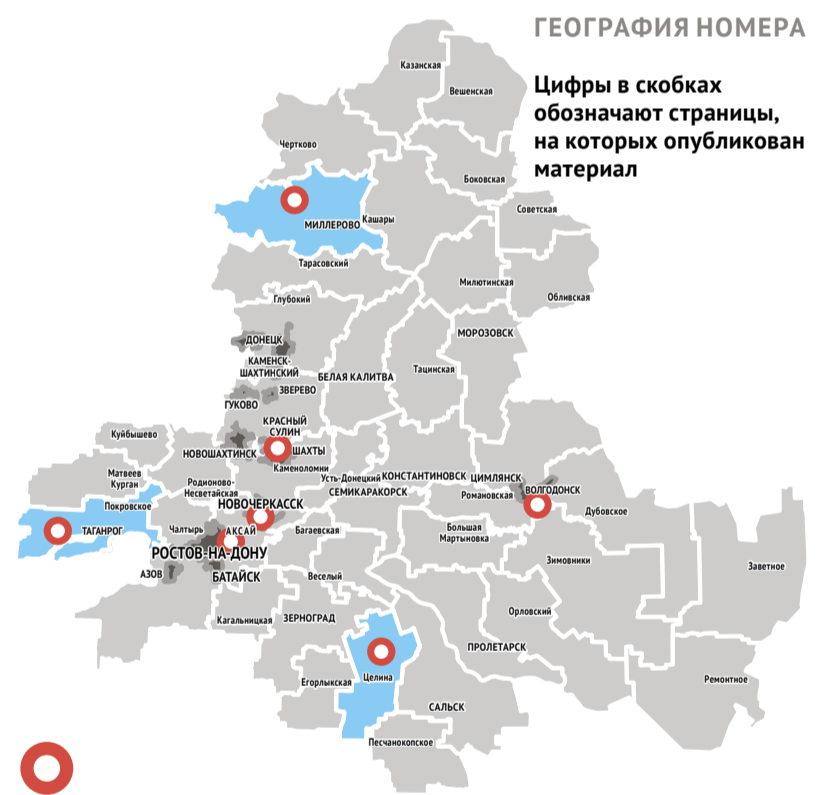 ГЕОГРАФИЯ НОМЕРА
Цифры в скобках
обозначают страницы,
на которых опубликован
материал
Казанская
Вешенская
Чертково
Боковская
Советская
МИЛЛЕРОВО
Кашары
Тарасовский
Милютинская
Обливская
Глубокий
МОРОЗОВСК
ДОНЕЦК
КАМЕНСК-
ШАХТИНСКИЙ
БЕЛАЯ КАЛИТВА
Тацинская
ЗВЕРЕВО
ГУКОВО
КРАСНЫЙ
СУЛИН
Куйбышево
НОВОШАХТИНСК
ШАХТЫ
Каменоломни
Матвеев
Курган
Родионово-
Несветайская
Усть-Донецкий
КОНСТАНТИНОВСК
ЦИМЛЯНСК
СЕМИКАРАКОРСК
Романовская
ВОЛГОДОНСК
Покровское
НОВОЧЕРКАССК
Дубовское
ТАГАНРОГ
Чалтырь
АКСАЙ
Багаевская
Большая
Мартыновка
РОСТОВ-НА-ДОНУ
Зимовники
Заветное
АЗОВ
БАТАЙСК
Веселый
Кагальницкая
ЗЕРНОГРАД
Орловский
ПРОЛЕТАРСК
Егорлыкская
Целина
Ремонтное
САЛЬСК
Песчанокопское